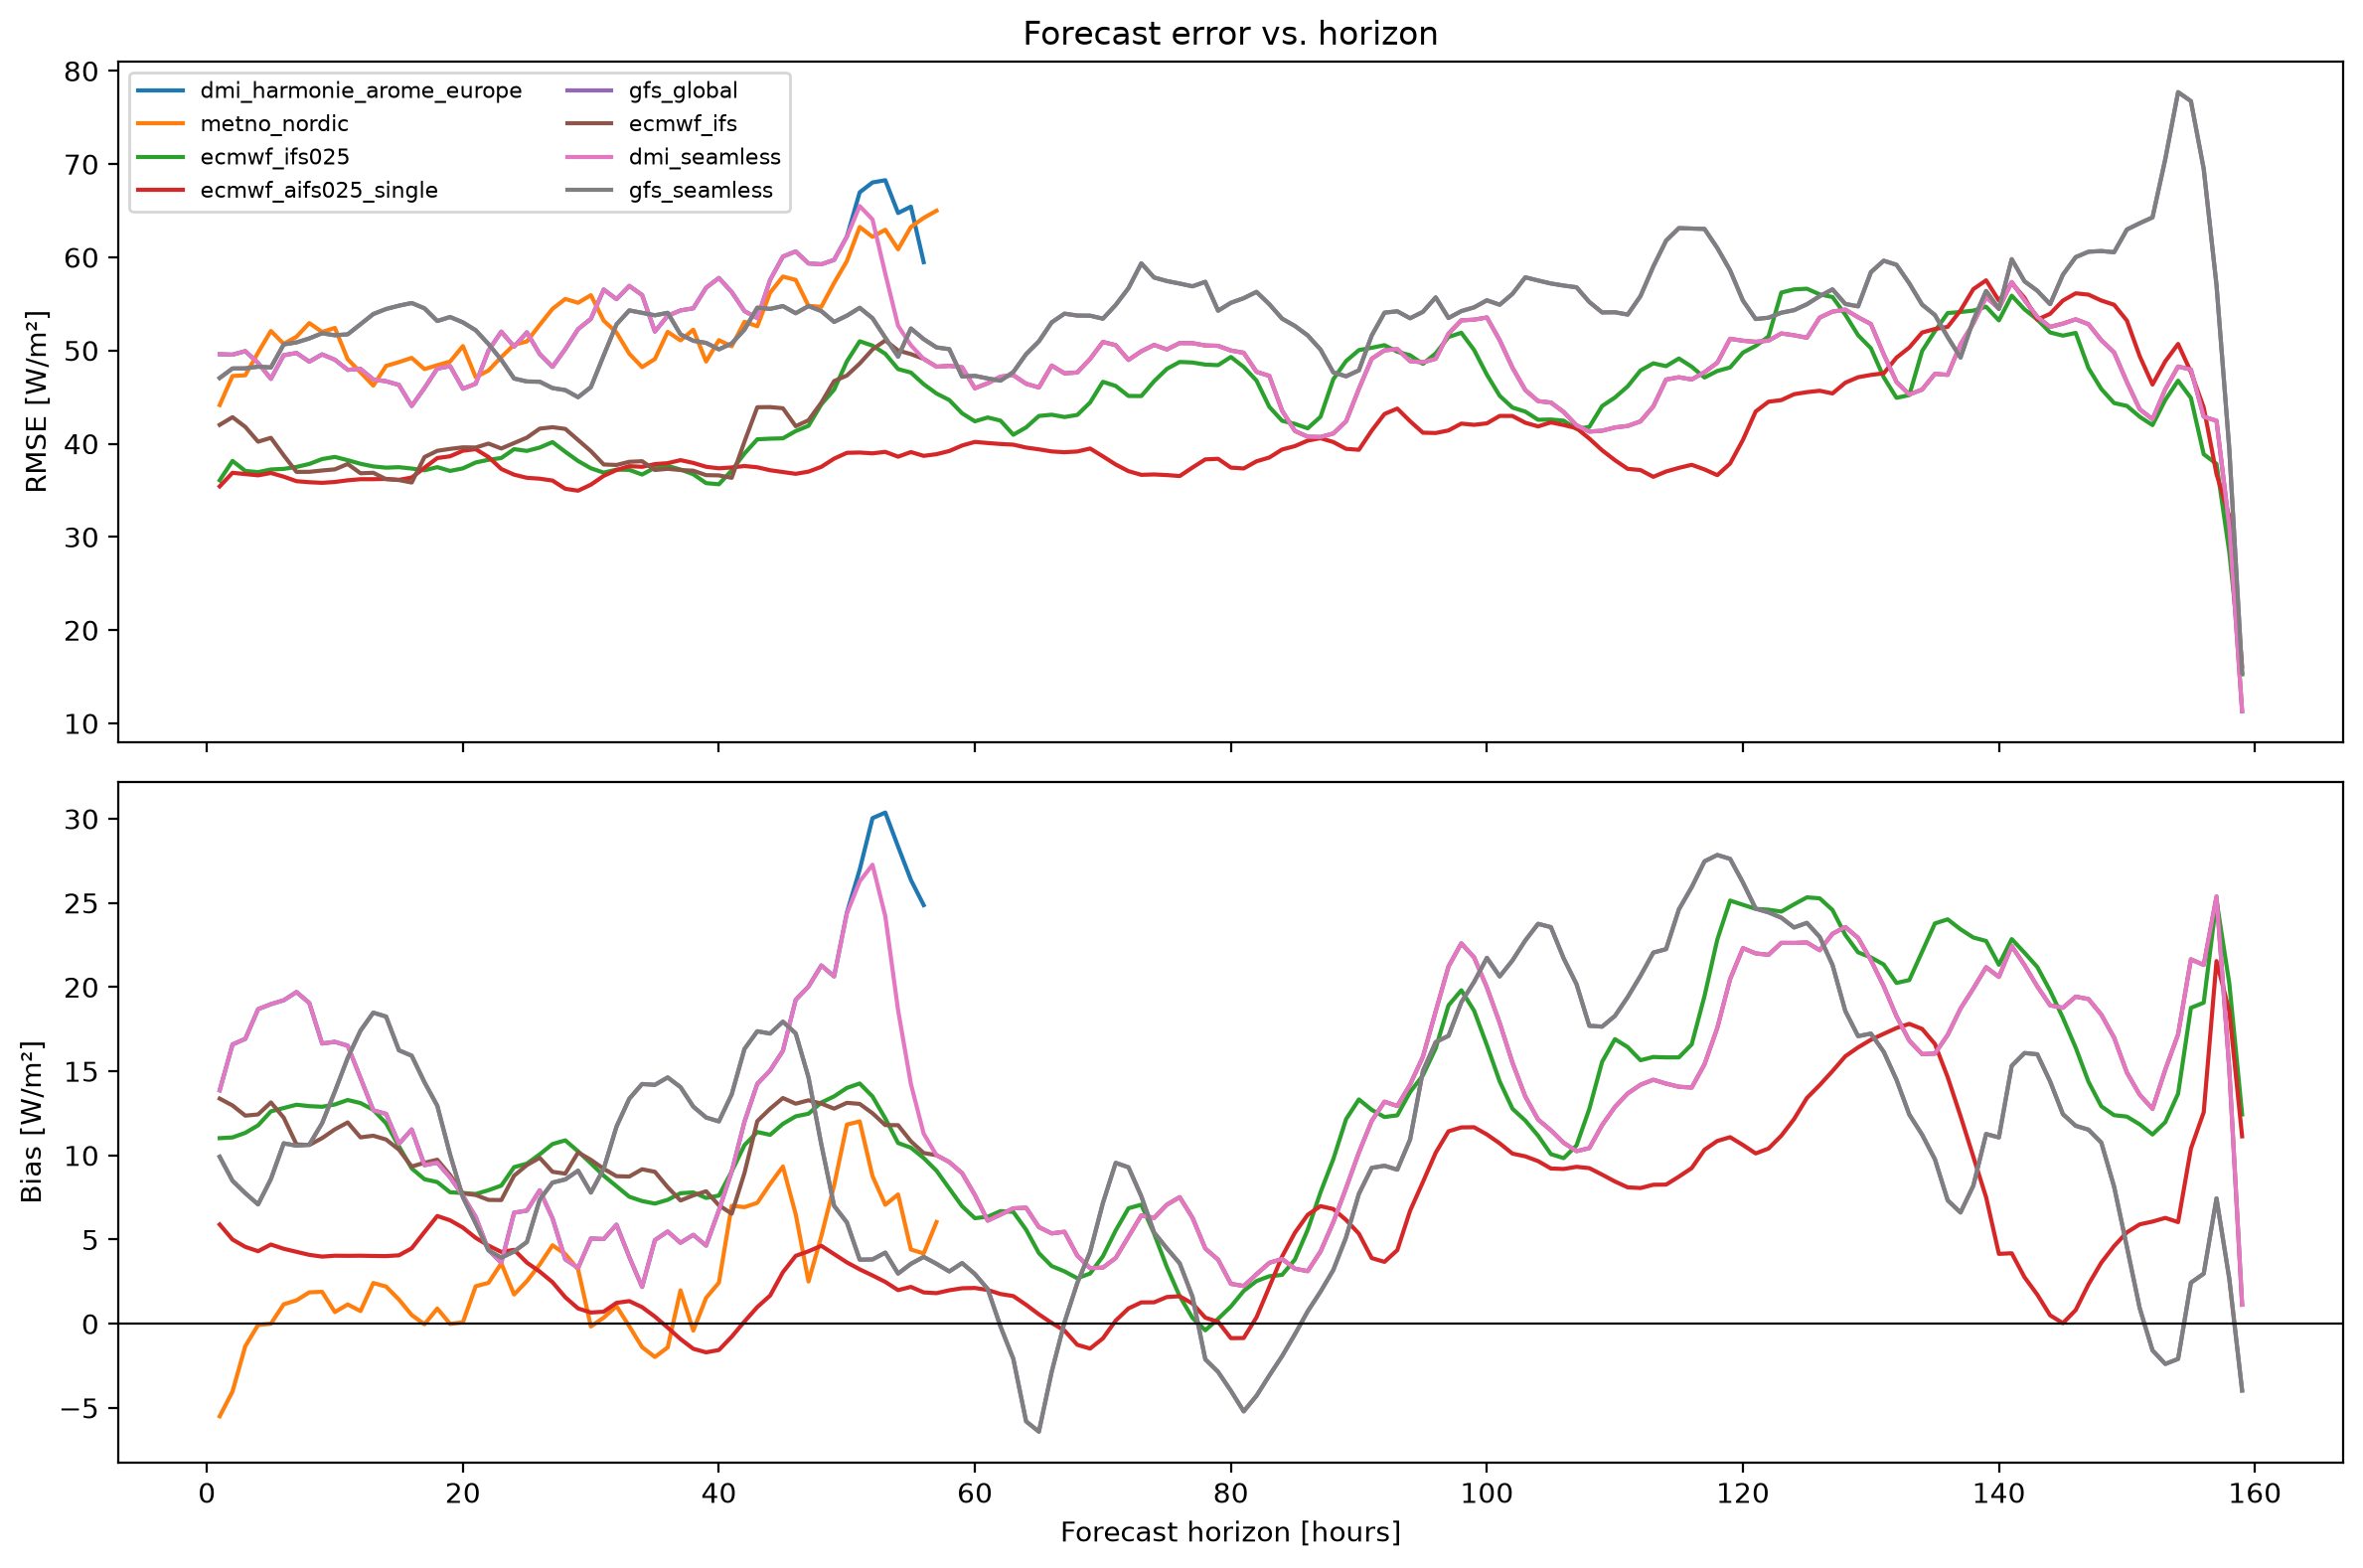 Forecast error vs. horizon
80
70
60
50
40
30
20
10
RMSE [W/m²]
dmi_harmonie_arome_europe
metno_nordic
ecmwf_ifs025
ecmwf_aifs025_single
gfs_global
ecmwf_ifs
dmi_seamless
gfs_seamless
30
25
20
15
10
5
0
−5
Bias [W/m²]
0 20 40 60 80 100 120 140 160
Forecast horizon [hours]